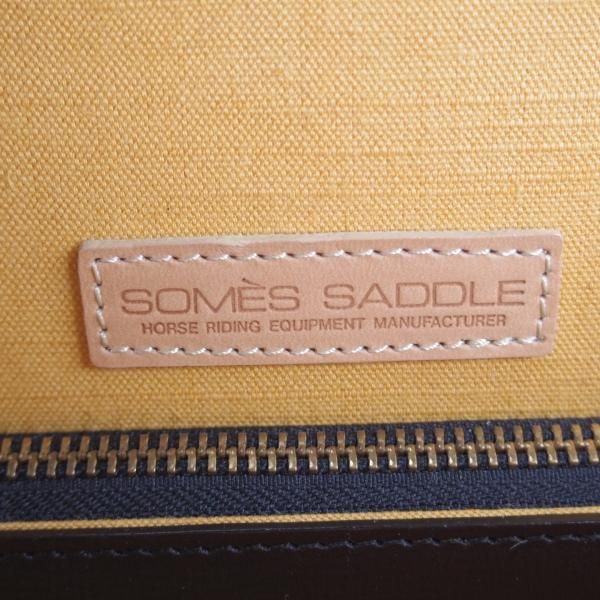 SOMÈS SADDLE
HORSE RIDING EQUIPMENT MANUFACTURER